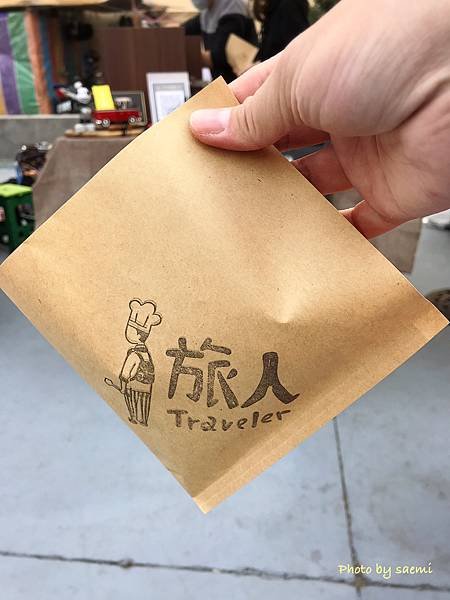 旅人
Traveler
Photo by saemi